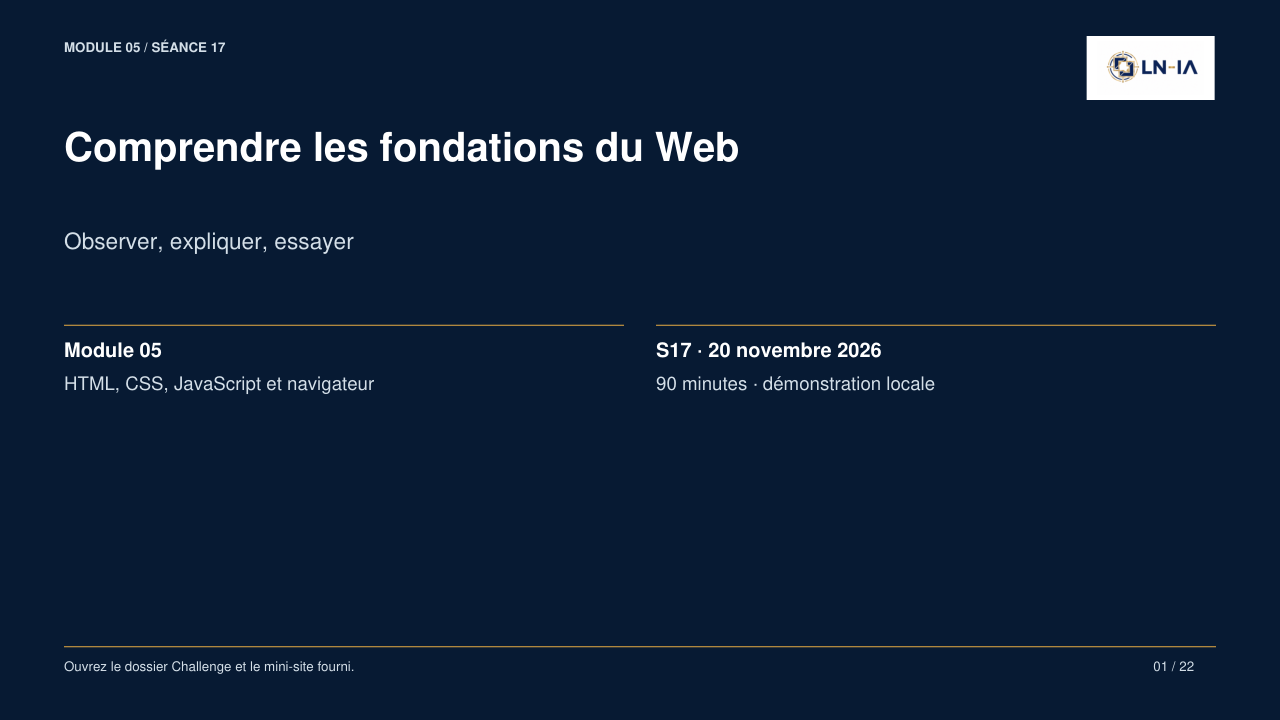 MODULE 05 / SÉANCE 17
LN-IA
Comprendre les fondations du Web
Observer, expliquer, essayer
Module 05
HTML, CSS, JavaScript et navigateur
S17 · 20 novembre 2026
90 minutes · démonstration locale
Ouvrez le dossier Challenge et le mini-site fourni.
01 / 22